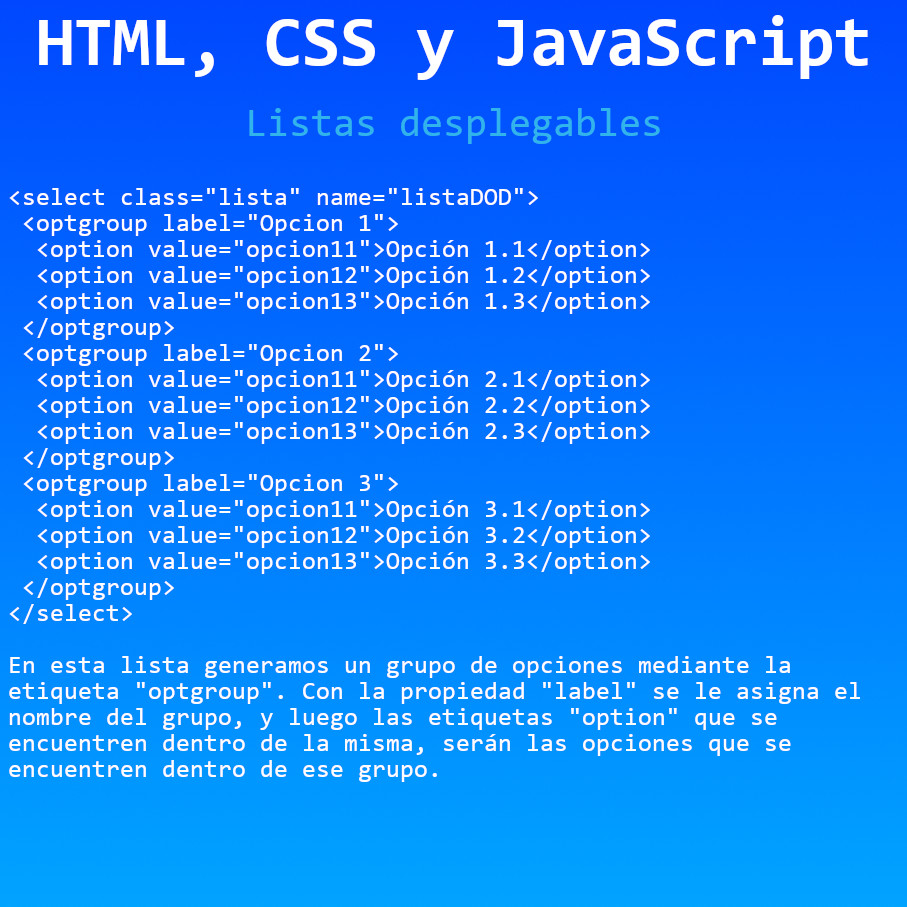 HTML, CSS y JavaScript
Listas desplegables
<select class="lista" name="listaDOD">
<optgroup label="Opcion 1">
<option value="opcion11">Opción 1.1</option>
<option value="opcion12">Opción 1.2</option>
<option value="opcion13">Opción 1.3</option>
</optgroup>
<optgroup label="Opcion 2">
<option value="opcion11">Opción 2.1</option>
<option value="opcion12">Opción 2.2</option>
<option value="opcion13">Opción 2.3</option>
</optgroup>
<optgroup label="Opcion 3">
<option value="opcion11">Opción 3.1</option>
<option value="opcion12">Opción 3.2</option>
<option value="opcion13">Opción 3.3</option>
</optgroup>
</select>
En esta lista generamos un grupo de opciones mediante la
etiqueta "optgroup". Con la propiedad "label" se le asigna el
nombre del grupo, y luego las etiquetas "option" que se
encuentren dentro de la misma, serán las opciones que se
encuentren dentro de ese grupo.